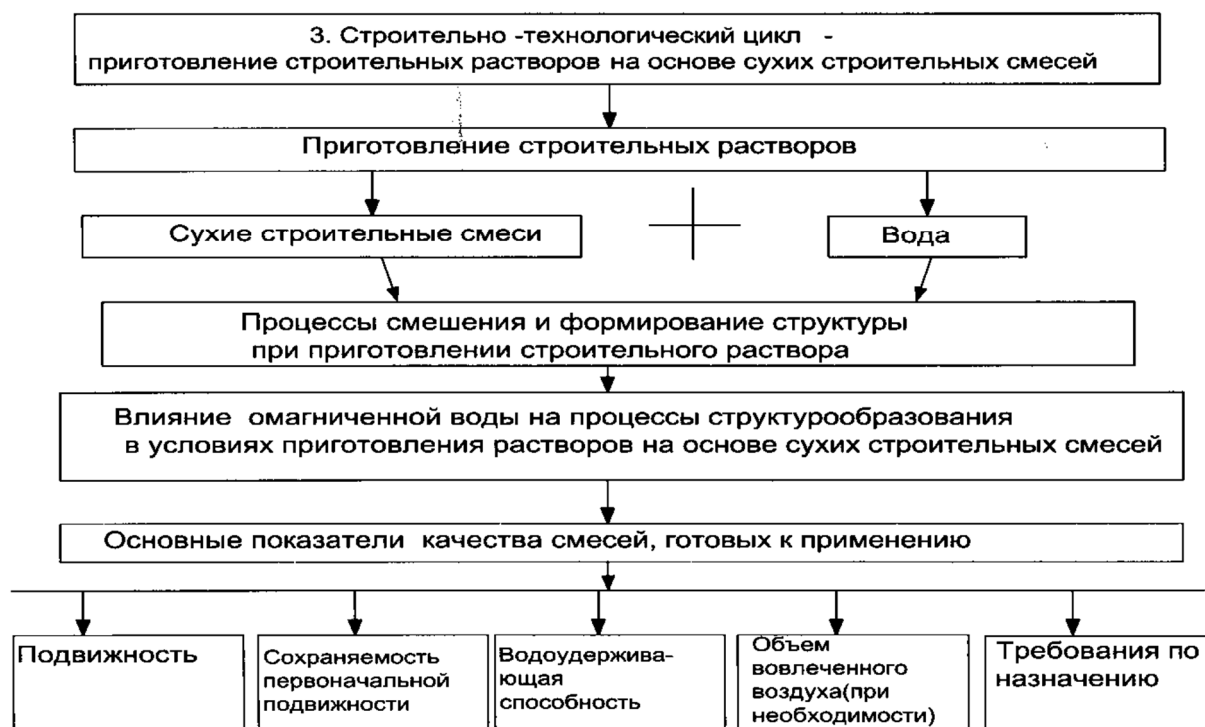 3. Строительно -технологический цикл -
приготовление строительных растворов на основе сухих строительных смесей
Приготовление строительных растворов
Сухие строительные смеси
Вода
Процессы смешения и формирование структуры
при приготовлении строительного раствора
Влияние омагниченной воды на процессы структурообразования
в условиях приготовления растворов на основе сухих строительных смесей
Основные показатели качества смесей, готовых к применению
Подвижность
Сохраняемость
первоначальной
подвижности
Водоудержива-
ющая
способность
Объем
вовлеченного
воздуха(при
необходимости)
Требования по
назначению